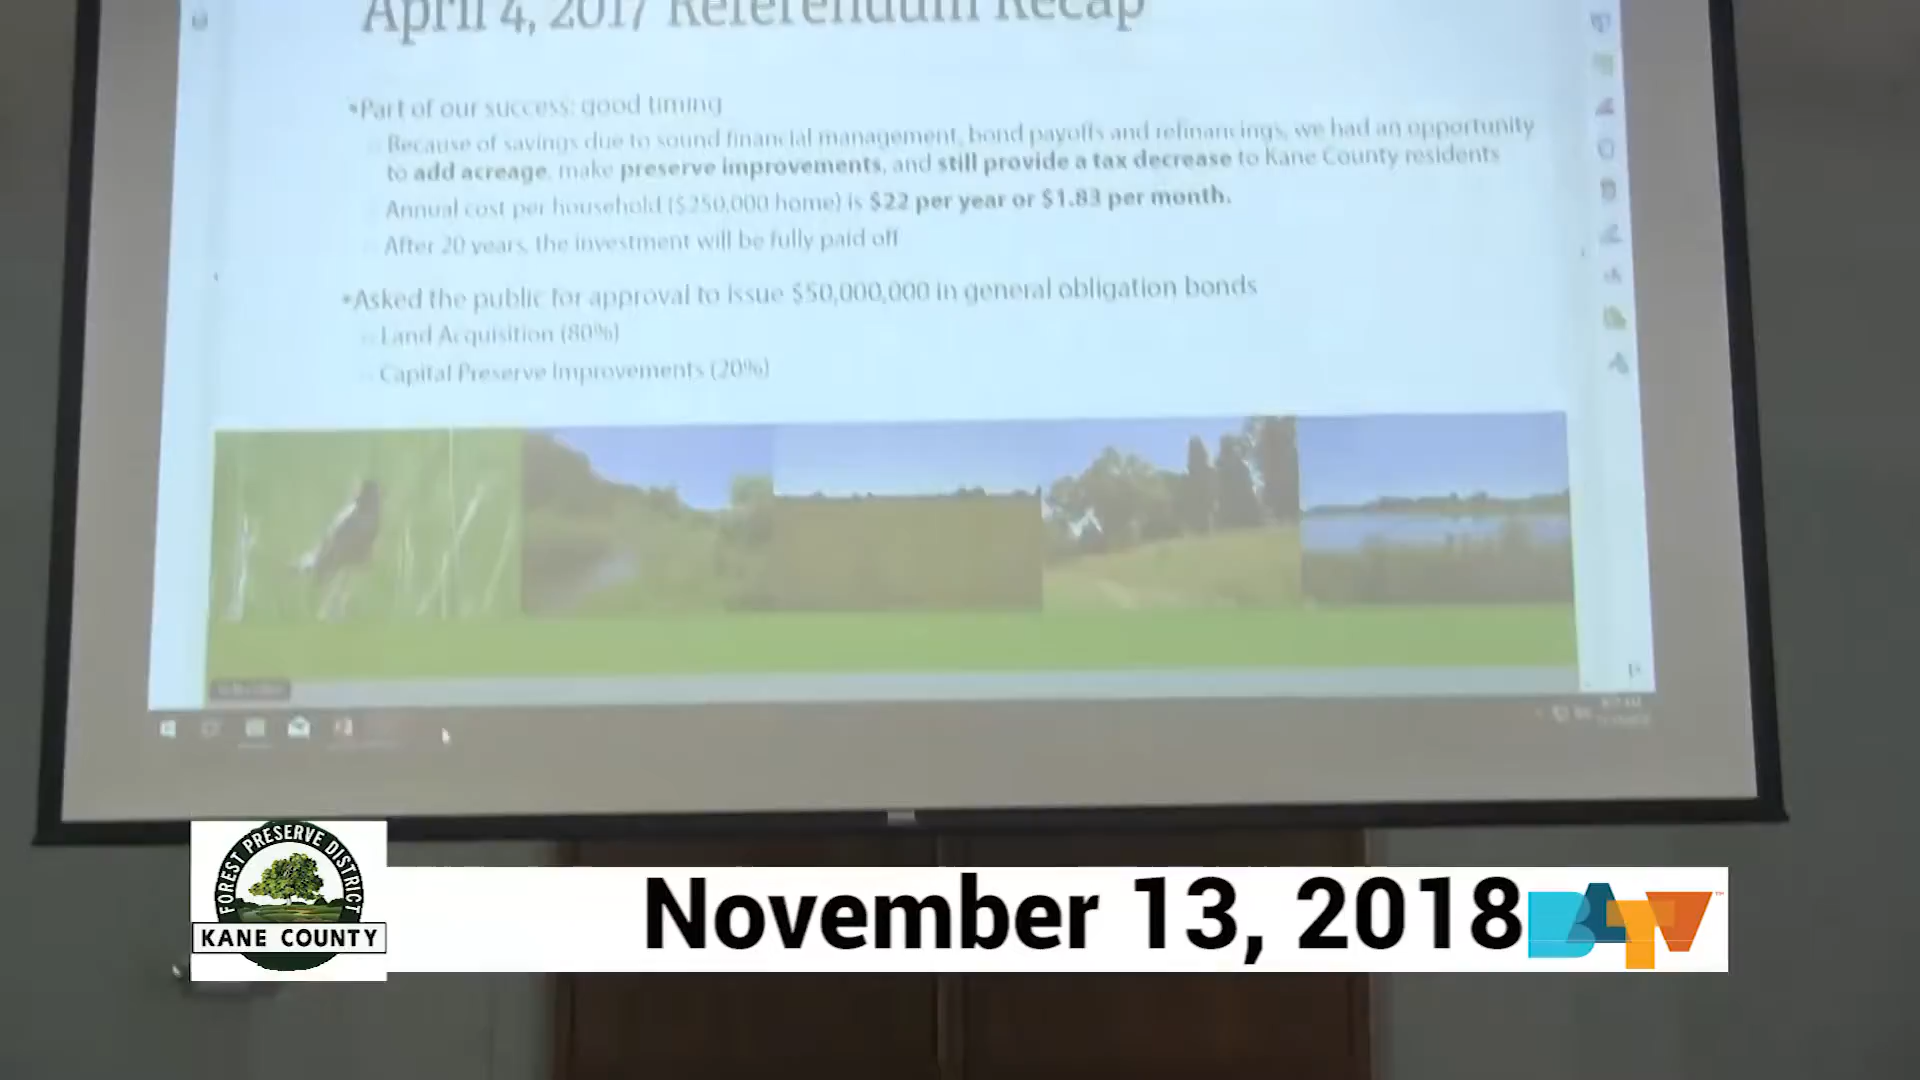 April 4, 2017 Referendum Recap
•Part of our success: good timing
Because of savings due to sound financial management, bond payoffs and refinancings, we had an opportunity
to add acreage, make preserve improvements, and still provide a tax decrease to Kane County residents
Annual cost per household ($250,000 home) is $22 per year or $1.83 per month.
After 20 years, the investment will be fully paid off
•Asked the public for approval to issue $50,000,000 in general obligation bonds
Land Acquisition (80%)
Capital Preserve Improvements (20%)
FOREST PRESERVE DISTRICT
KANE COUNTY
November 13, 2018
BATV